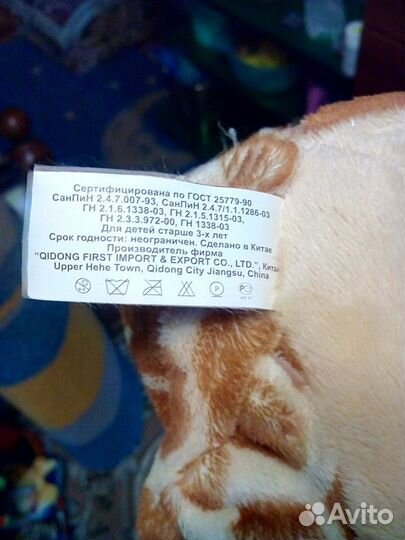 Сертифицирована по ГОСТ 25779-90
СанПиН 2.4.7.007-93, СанПиН 2.4.7/1.1.1286-03
ГН 2.1.6.1338-03, ГН 2.1.5.1315-03,
ГН 2.3.3.972-00, ГН 1338-03
Для детей старше 3-х лет
Срок годности: неограничен. Сделано в Китае
Производитель фирма
"QIDONG FIRST IMPORT & EXPORT CO., LTD.", Китай
Upper Hehe Town, Qidong City Jiangsu, China
Avito